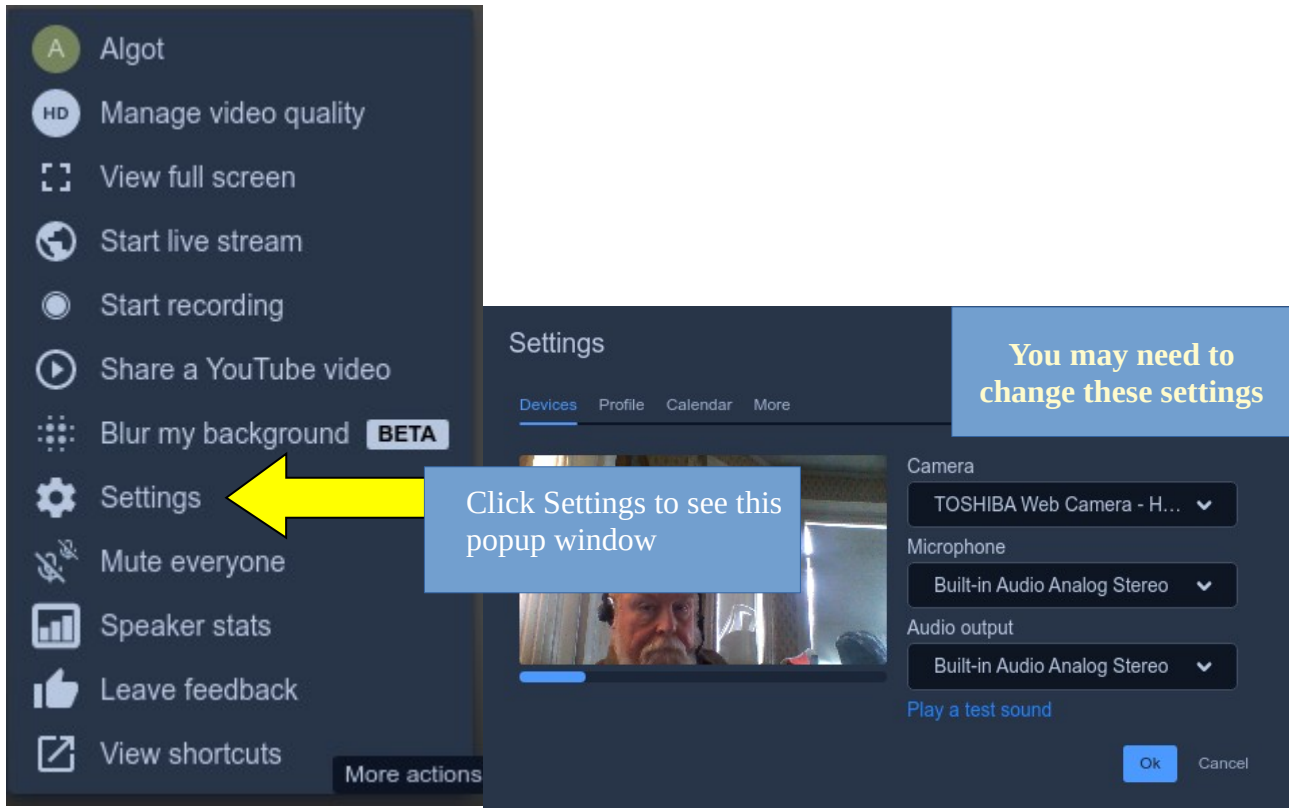 A Algot
HD Manage video quality
View full screen
Start live stream
Start recording
Share a YouTube video
Blur my background BETA
Settings
Mute everyone
Speaker stats
Leave feedback
View shortcuts
More actions
Click Settings to see this
popup window
Settings
You may need to
change these settings
Devices Profile Calendar More
Camera
TOSHIBA Web Camera - H...
Microphone
Built-in Audio Analog Stereo
Audio output
Built-in Audio Analog Stereo
Play a test sound
Ok Cancel